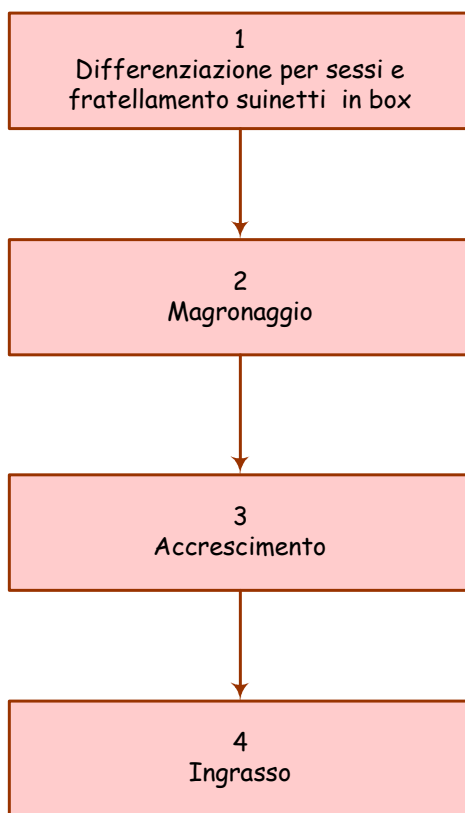 1
Differenziazione per sessi e
fratellamento suinetti in box
2
Magronaggio
3
Accrescimento
4
Ingrasso